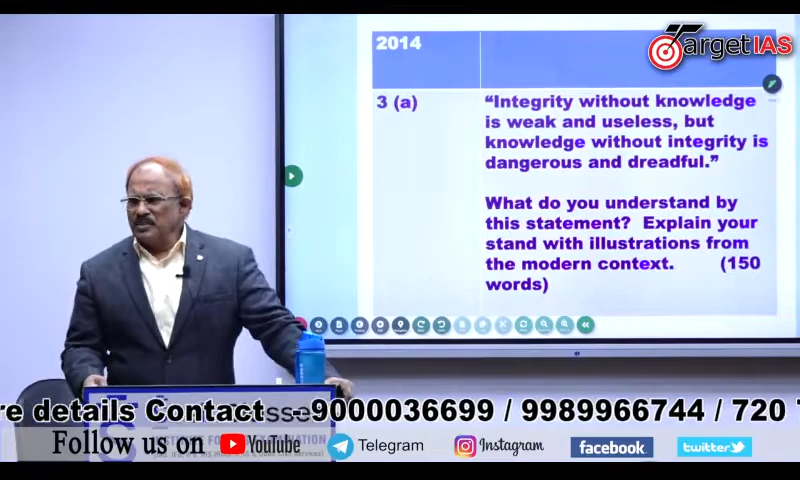 Target IAS
2014
3 (a)
“Integrity without knowledge
is weak and useless, but
knowledge without integrity is
dangerous and dreadful.”
What do you understand by
this statement? Explain your
stand with illustrations from
the modern context. (150
words)
re details Contact - 9000036699 / 9989966744 / 720
Follow us on YouTube Telegram Instagram facebook twitter